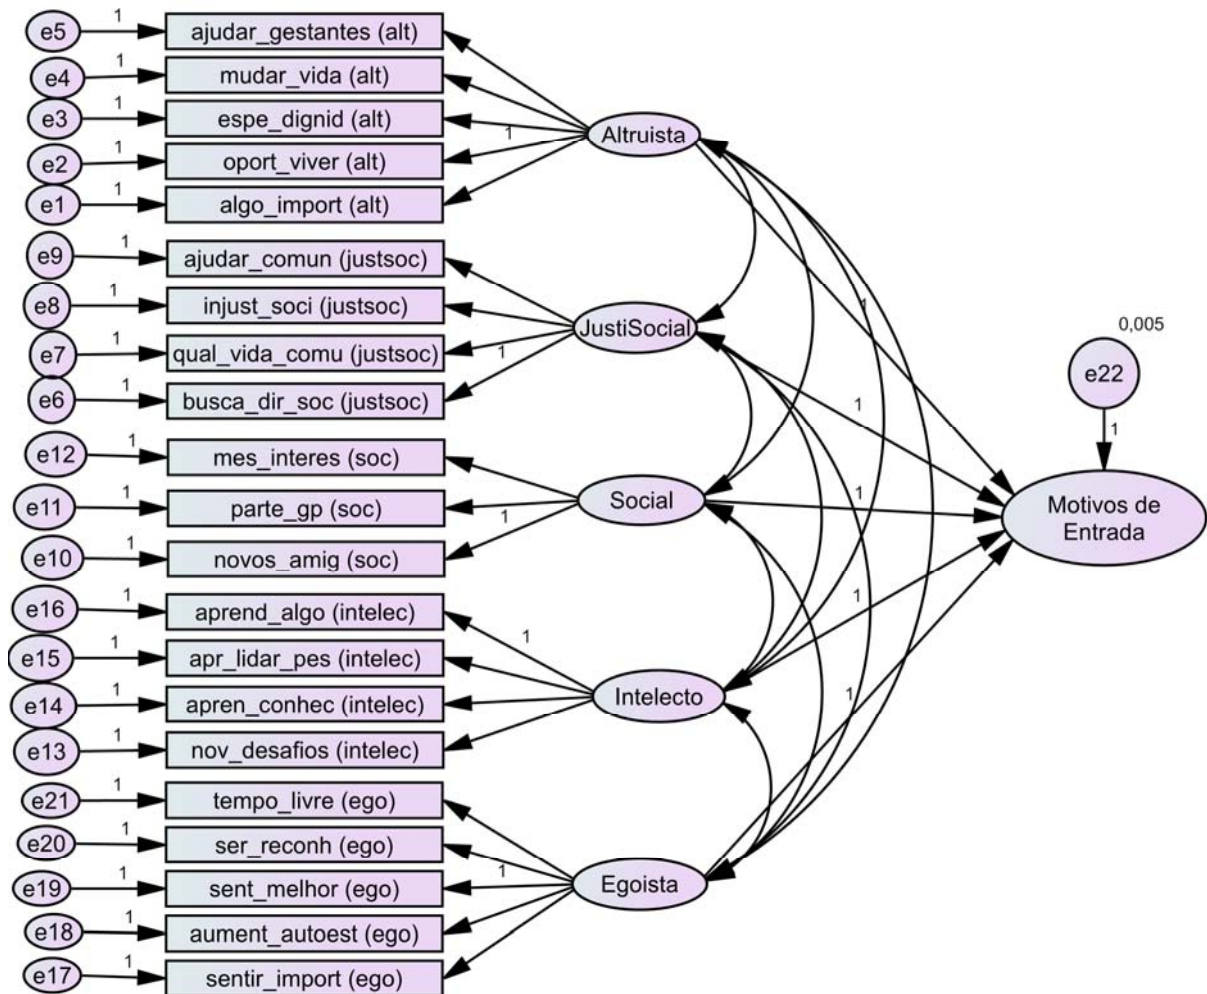 e5 1 ajudar_gestantes (alt)
e4 1 mudar_vida (alt)
e3 1 espe_dignid (alt)
1 Altruista
e2 1 oport_viver (alt)
e1 1 algo_import (alt)
e9 1 ajudar_comun (justsoc)
e8 1 injust_soci (justsoc)
1
JustiSocial
0,005
e7 1 qual_vida_comu (justsoc)
1
e22
e6 1 busca_dir_soc (justsoc)
1
1
e12 1 mes_interes (soc)
e11 1 parte_gp (soc)
Social
1
1
Motivos de
Entrada
e10 1 novos_amig (soc)
e16 1 aprend_algo (intelec)
1
1
e15 1 apr_lidar_pes (intelec)
e14 1 apren_conhec (intelec)
Intelecto
1
e13 1 nov_desafios (intelec)
e21 1 tempo_livre (ego)
e20 1 ser_reconh (ego)
e19 1 sent_melhor (ego)
1
Egoista
e18 1 aument_autoest (ego)
e17 1 sentir_import (ego)